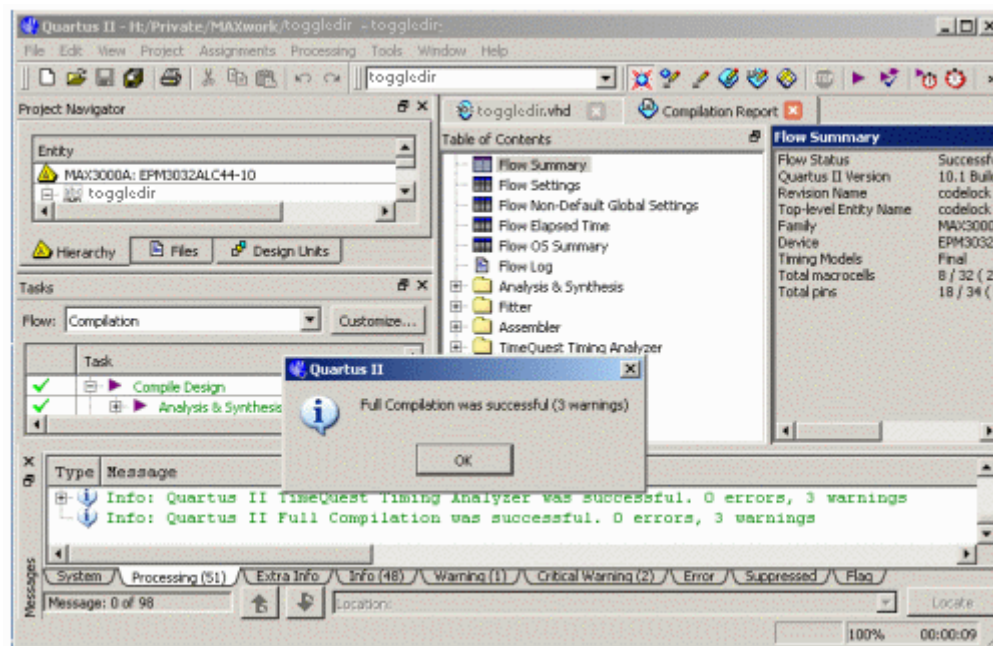 Quartus II - H:/Private/MAXwork/toggledir - toggledir
File Edit View Project Assignments Processing Tools Window Help
toggledir
Project Navigator
Entity
MAX3000A: EPM3032ALC44-10
toggledir
Hierarchy Files Design Units
Tasks
Flow: Compilation Customize...
Task
Compile Design
Analysis & Synthesis
toggledir.vhd Compilation Report
Table of Contents
Flow Summary
Flow Settings
Flow Non-Default Global Settings
Flow Elapsed Time
Flow OS Summary
Flow Log
Analysis & Synthesis
Fitter
Assembler
TimeQuest Timing Analyzer
Flow Summary
Flow Status Successfu
Quartus II Version 10.1 Buil
Revision Name codelock
Top-level Entity Name codelock
Family MAX3000
Device EPM3032
Timing Models Final
Total macrocells 8 / 32 ( 2
Total pins 18 / 34 (
Quartus II
Full Compilation was successful (3 warnings)
OK
Type Message
Info: Quartus II TimeQuest Timing Analyzer was successful. 0 errors, 3 warnings
Info: Quartus II Full Compilation was successful. 0 errors, 3 warnings
Messages
System Processing (51) Extra Info Info (48) Warning (1) Critical Warning (2) Error Suppressed Flag
Message: 0 of 98 Location: Locate
100% 00:00:09